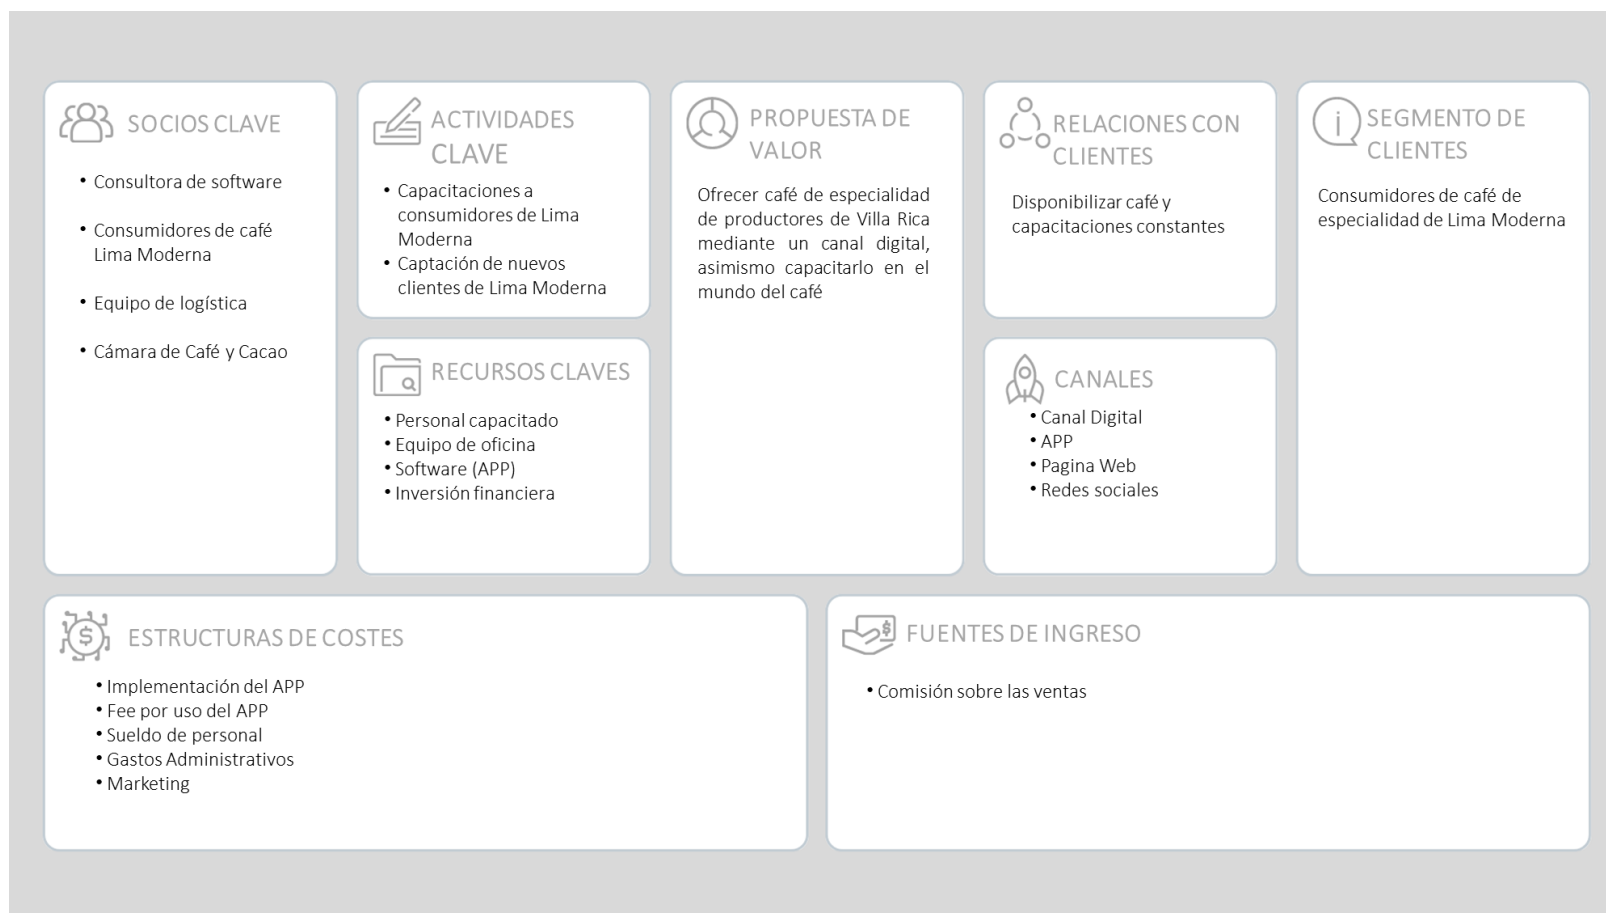 SOCIOS CLAVE
• Consultora de software
• Consumidores de café
Lima Moderna
• Equipo de logística
• Cámara de Café y Cacao
ACTIVIDADES
CLAVE
• Capacitaciones a
consumidores de Lima
Moderna
• Captación de nuevos
clientes de Lima Moderna
RECURSOS CLAVES
• Personal capacitado
• Equipo de oficina
• Software (APP)
• Inversión financiera
PROPUESTA DE
VALOR
Ofrecer café de especialidad
de productores de Villa Rica
mediante un canal digital,
asimismo capacitarlo en el
mundo del café
RELACIONES CON
CLIENTES
Disponibilizar café y
capacitaciones constantes
CANALES
• Canal Digital
• APP
• Pagina Web
• Redes sociales
SEGMENTO DE
CLIENTES
Consumidores de café de
especialidad de Lima Moderna
ESTRUCTURAS DE COSTES
• Implementación del APP
• Fee por uso del APP
• Sueldo de personal
• Gastos Administrativos
• Marketing
FUENTES DE INGRESO
• Comisión sobre las ventas